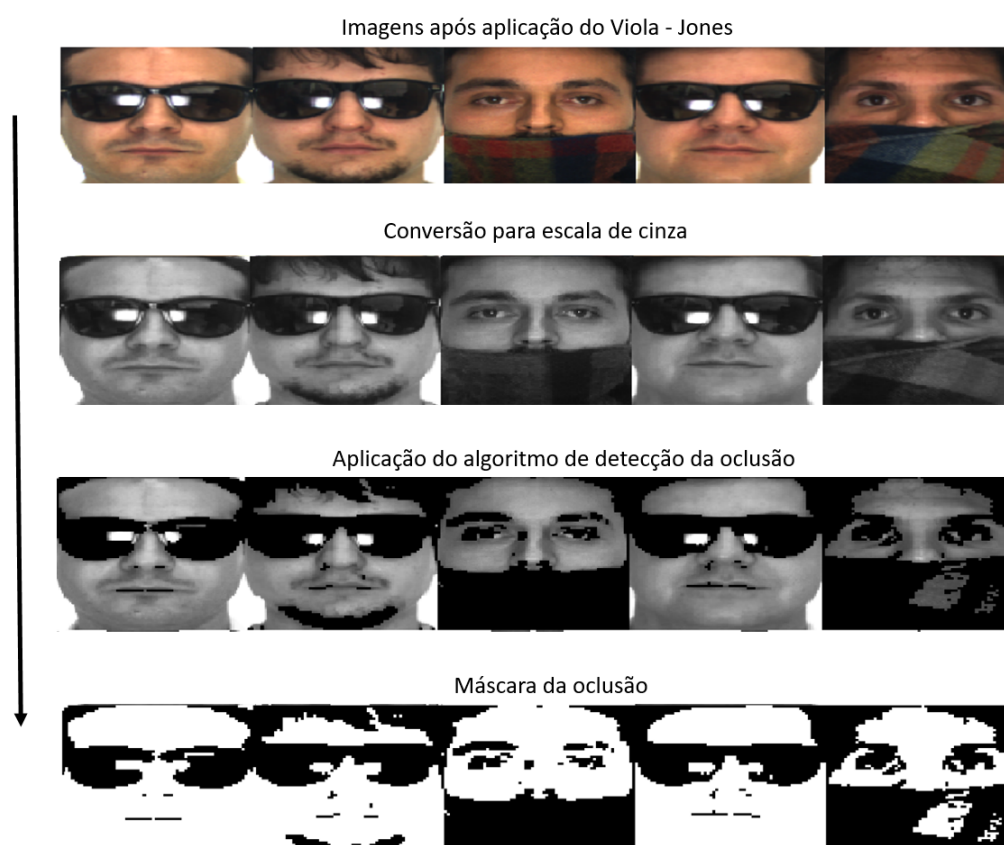 Imagens após aplicação do Viola - Jones
Conversão para escala de cinza
Aplicação do algoritmo de detecção da oclusão
Máscara da oclusão